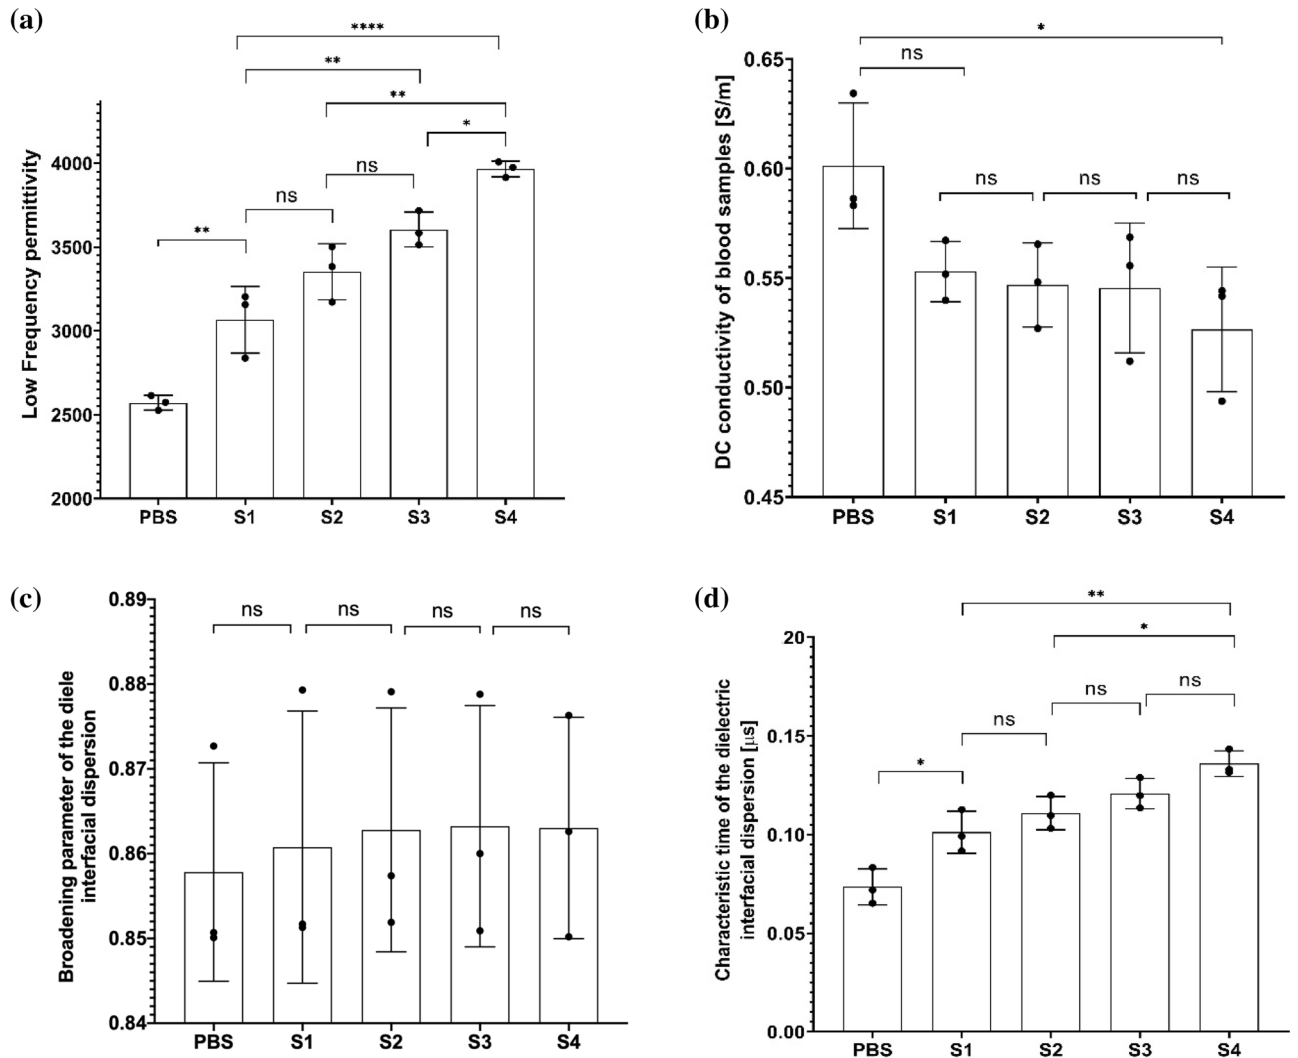 (a)
****
**
**
*
ns
ns
**
Low Frequency permittivity
4000
3500
3000
2500
2000
PBS S1 S2 S3 S4
(b)
*
ns
ns ns ns
DC conductivity of blood samples [S/m]
0.65
0.60
0.55
0.50
0.45
PBS S1 S2 S3 S4
(c)
ns ns ns ns
Broadening parameter of the diele
interfacial dispersion
0.89
0.88
0.87
0.86
0.85
0.84
PBS S1 S2 S3 S4
(d)
**
*
ns
ns
ns
*
Characteristic time of the dielectric
interfacial dispersion [μs]
20
0.15
0.10
0.05
0.00
PBS S1 S2 S3 S4